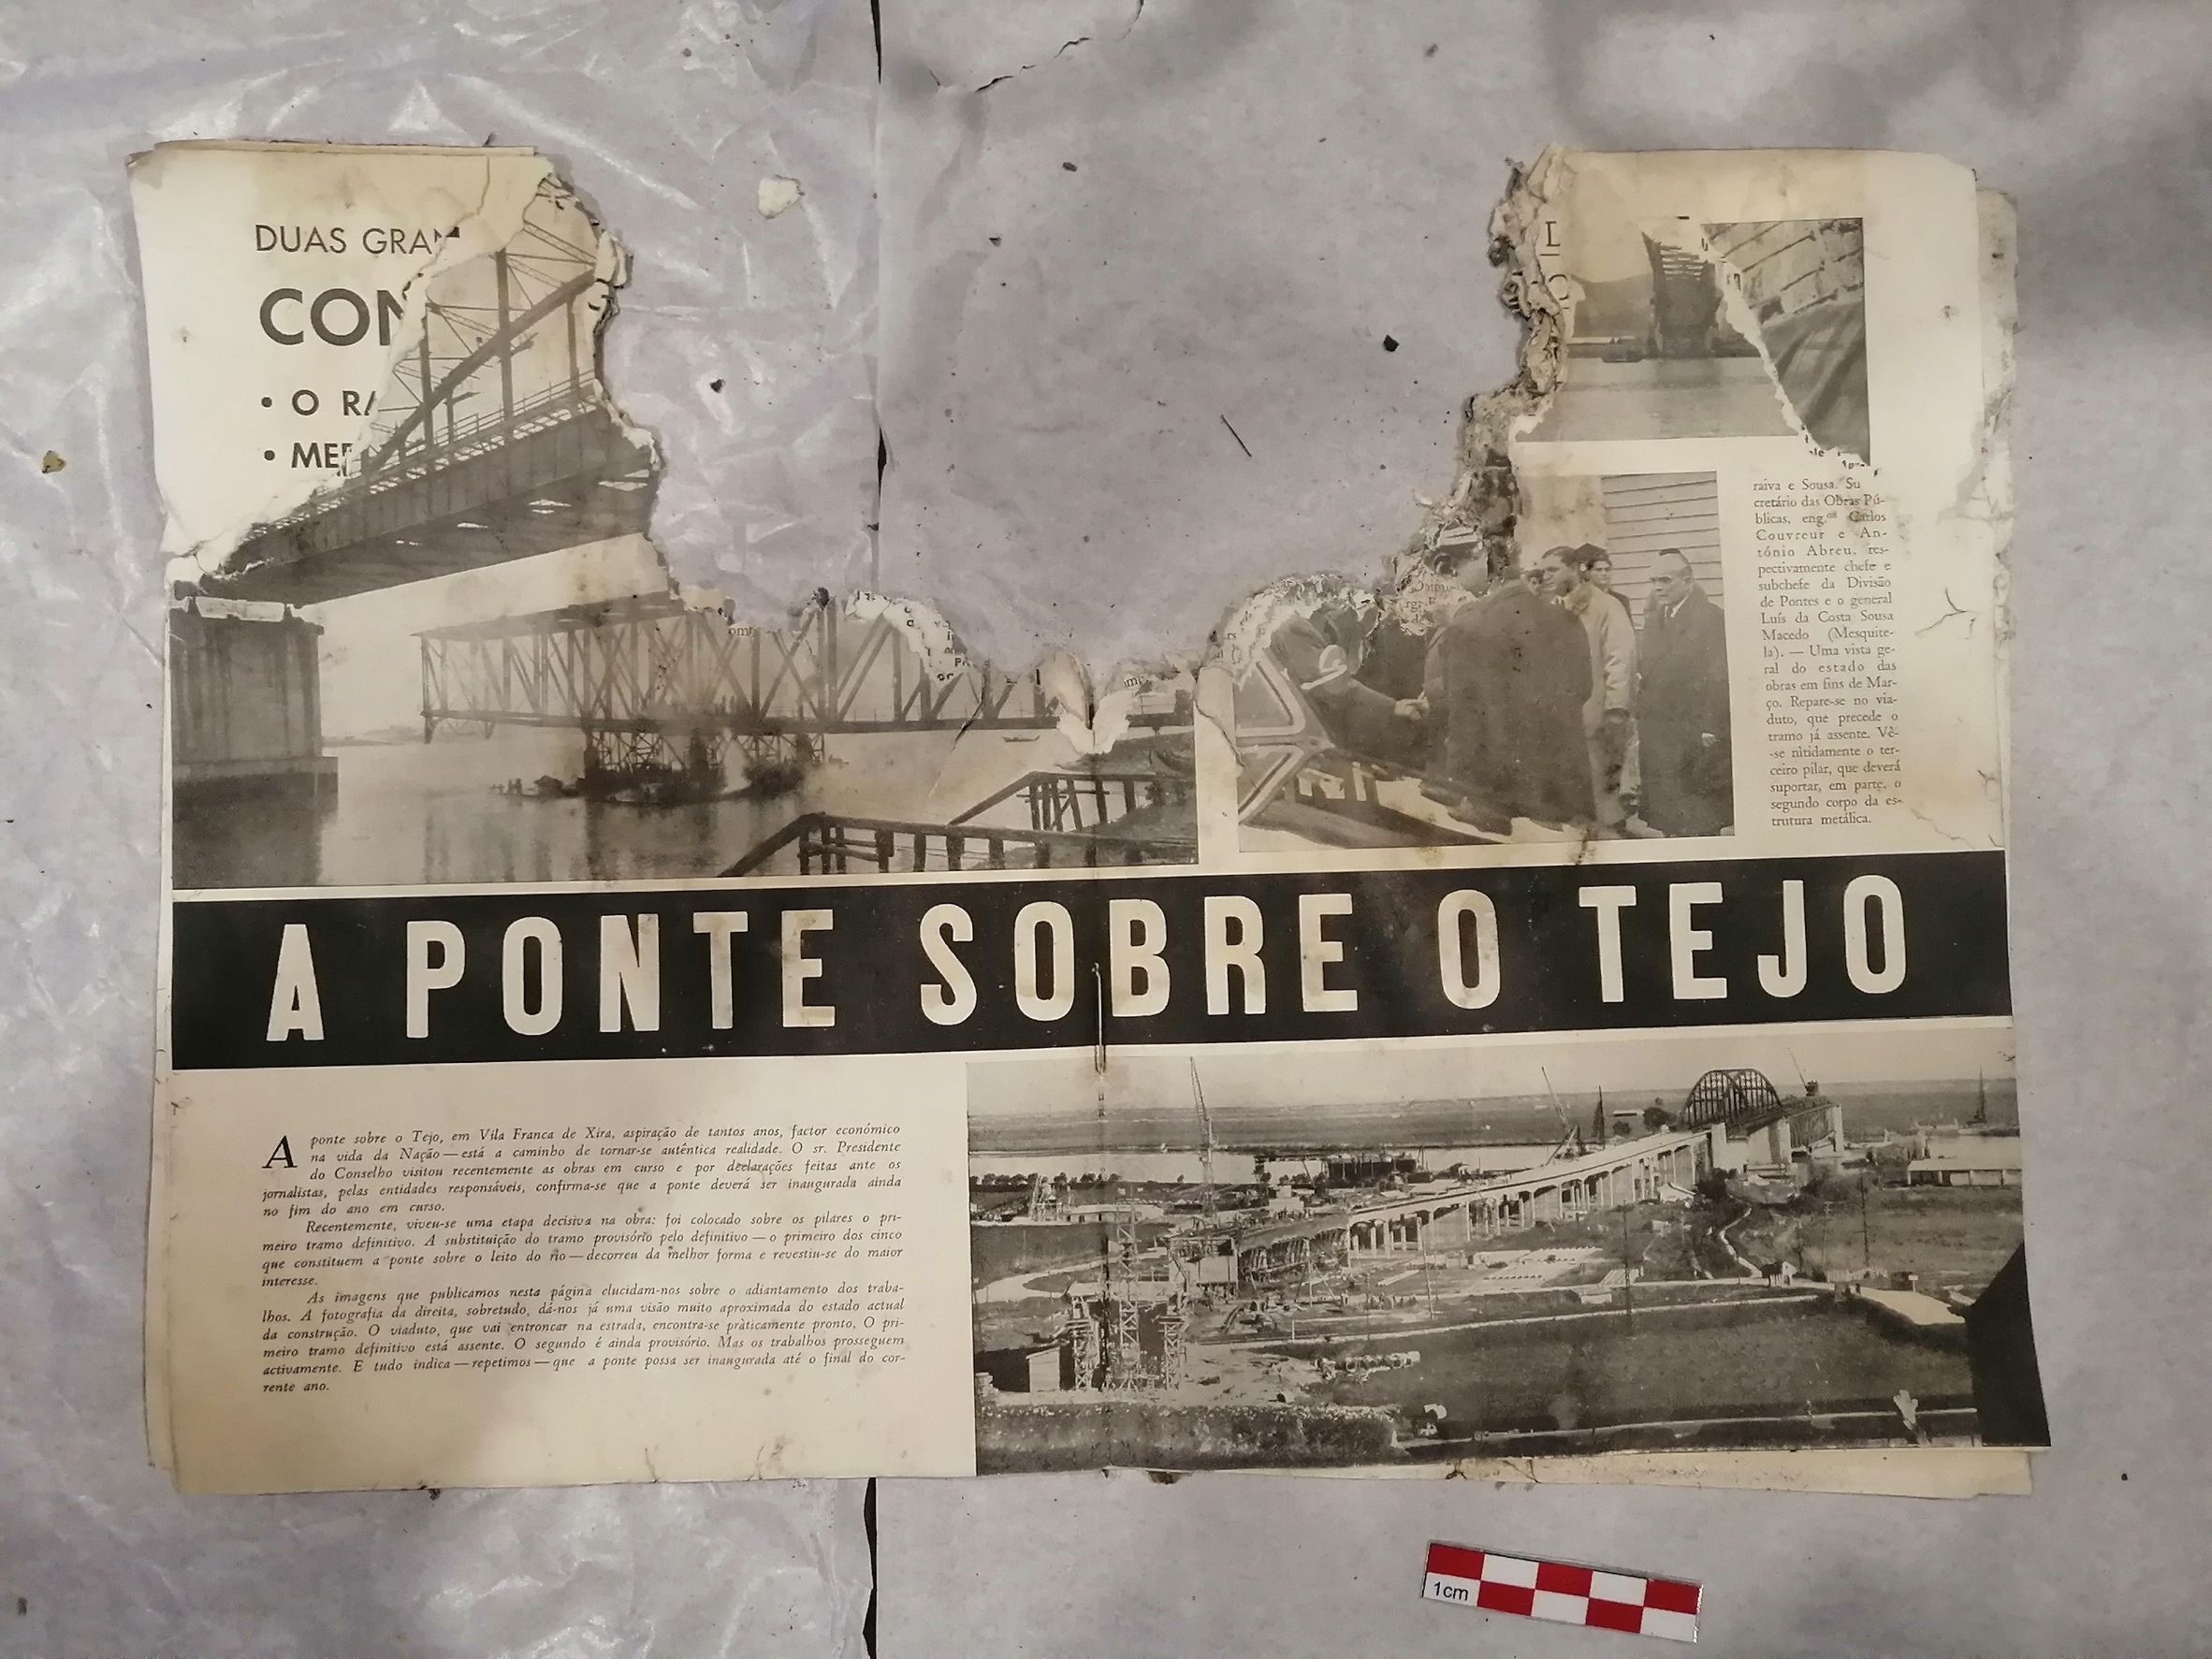 DUAS GRAN
CON
• O RA
• ME
raiva e Sousa. Su
cretário das Obras Pú-
blicas, eng.os Carlos
Couvreur e An-
tónio Abreu, res-
pectivamente chefe e
subchefe da Divisão
de Pontes e o general
Luís da Costa Sousa
Macedo (Mesquite-
la). — Uma vista ge-
ral do estado das
obras em fins de Mar-
ço. Repare-se no via-
duto, que precede o
tramo já assente. Vê-
-se nìtidamente o ter-
ceiro pilar, que deverá
suportar, em parte, o
segundo corpo da es-
trutura metálica.
A PONTE SOBRE O TEJO
A ponte sobre o Tejo, em Vila Franca de Xira, aspiração de tantos anos, factor económico
na vida da Nação — está a caminho de tornar-se autêntica realidade. O sr. Presidente
do Conselho visitou recentemente as obras em curso e por declarações feitas ante os
jornalistas, pelas entidades responsáveis, confirma-se que a ponte deverá ser inaugurada ainda
no fim do ano em curso.
Recentemente, viveu-se uma etapa decisiva na obra: foi colocado sobre os pilares o pri-
meiro tramo definitivo. A substituição do tramo provisório pelo definitivo — o primeiro dos cinco
que constituem a ponte sobre o leito do rio — decorreu da melhor forma e revestiu-se do maior
interesse.
As imagens que publicamos nesta página elucidam-nos sobre o adiantamento dos traba-
lhos. A fotografia da direita, sobretudo, dá-nos já uma visão muito aproximada do estado actual
da construção. O viaduto, que vai entroncar na estrada, encontra-se pràticamente pronto. O pri-
meiro tramo definitivo está assente. O segundo é ainda provisório. Mas os trabalhos prosseguem
activamente. E tudo indica — repetimos — que a ponte possa ser inaugurada até o final do cor-
rente ano.
1cm